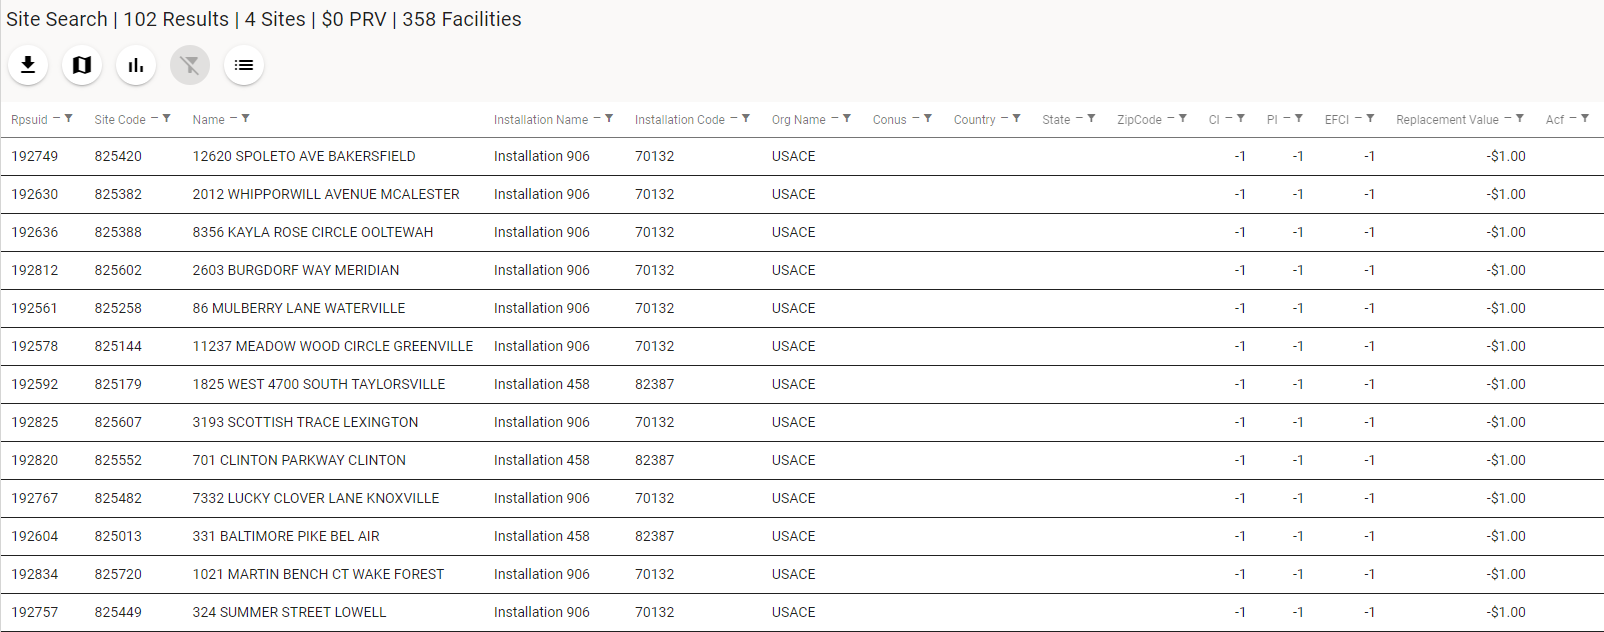 Site Search | 102 Results | 4 Sites | $0 PRV | 358 Facilities
Rpsuid Site Code Name Installation Name Installation Code Org Name Conus Country State ZipCode CI PI EFCI Replacement Value Acf
192749 825420 12620 SPOLETO AVE BAKERSFIELD Installation 906 70132 USACE -1 -1 -1 -$1.00
192630 825382 2012 WHIPPORWILL AVENUE MCALESTER Installation 906 70132 USACE -1 -1 -1 -$1.00
192636 825388 8356 KAYLA ROSE CIRCLE OOLTEWAH Installation 906 70132 USACE -1 -1 -1 -$1.00
192812 825602 2603 BURGDORF WAY MERIDIAN Installation 906 70132 USACE -1 -1 -1 -$1.00
192561 825258 86 MULBERRY LANE WATERVILLE Installation 906 70132 USACE -1 -1 -1 -$1.00
192578 825144 11237 MEADOW WOOD CIRCLE GREENVILLE Installation 906 70132 USACE -1 -1 -1 -$1.00
192592 825179 1825 WEST 4700 SOUTH TAYLORSVILLE Installation 458 82387 USACE -1 -1 -1 -$1.00
192825 825607 3193 SCOTTISH TRACE LEXINGTON Installation 906 70132 USACE -1 -1 -1 -$1.00
192820 825552 701 CLINTON PARKWAY CLINTON Installation 458 82387 USACE -1 -1 -1 -$1.00
192767 825482 7332 LUCKY CLOVER LANE KNOXVILLE Installation 906 70132 USACE -1 -1 -1 -$1.00
192604 825013 331 BALTIMORE PIKE BEL AIR Installation 458 82387 USACE -1 -1 -1 -$1.00
192834 825720 1021 MARTIN BENCH CT WAKE FOREST Installation 906 70132 USACE -1 -1 -1 -$1.00
192757 825449 324 SUMMER STREET LOWELL Installation 906 70132 USACE -1 -1 -1 -$1.00